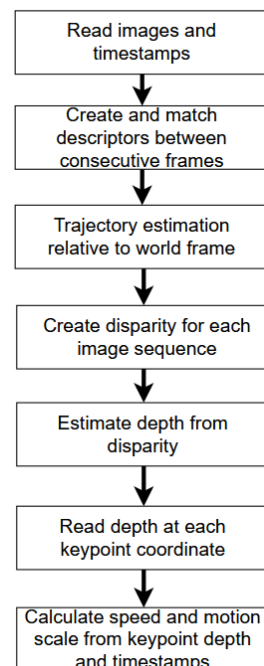 Read images and
timestamps
Create and match
descriptors between
consecutive frames
Trajectory estimation
relative to world frame
Create disparity for each
image sequence
Estimate depth from
disparity
Read depth at each
keypoint coordinate
Calculate speed and motion
scale from keypoint depth
and timestamps